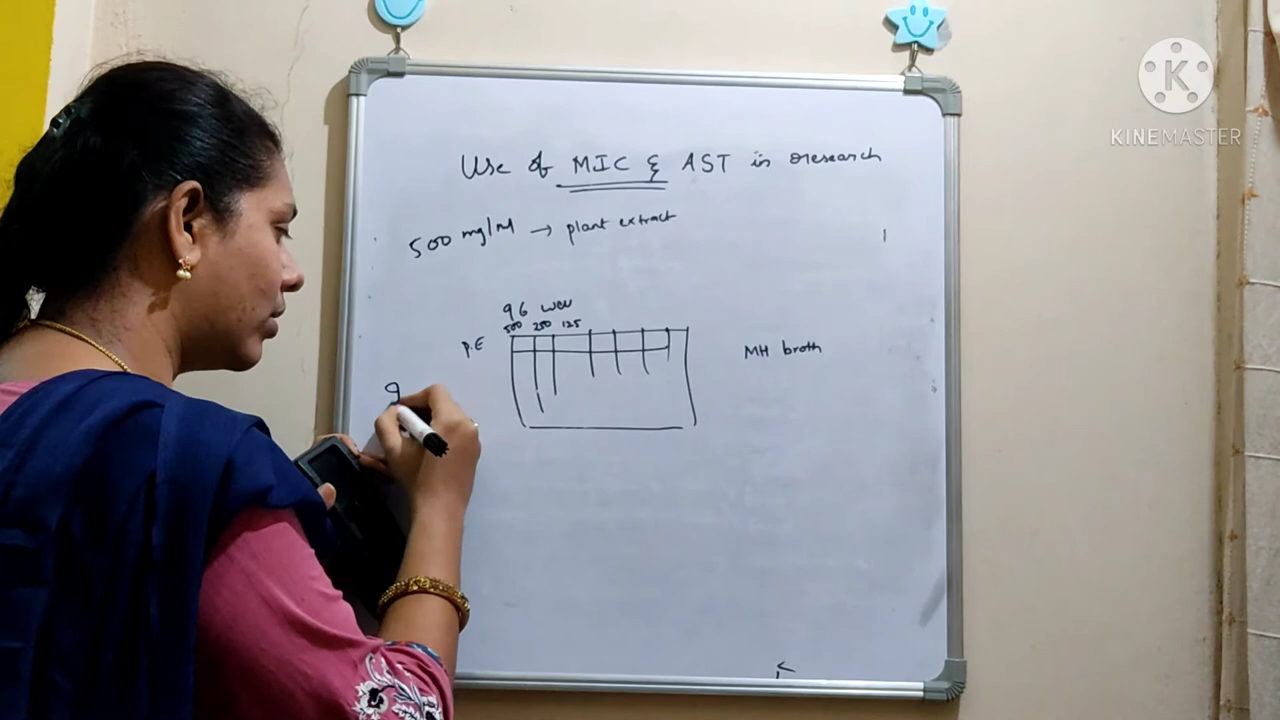 K
KINEMASTER
Use of MIC & AST in research
500 mg/ml → plant extract
96 well
500 250 125
P.E
MH broth
9